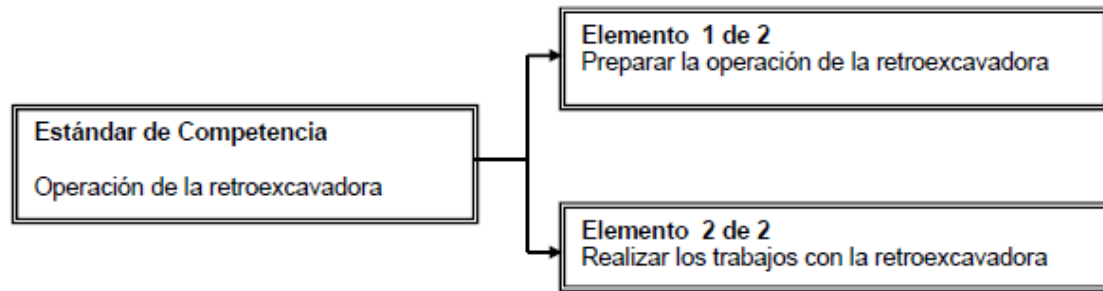 Elemento 1 de 2
Preparar la operación de la retroexcavadora
Estándar de Competencia
Operación de la retroexcavadora
Elemento 2 de 2
Realizar los trabajos con la retroexcavadora